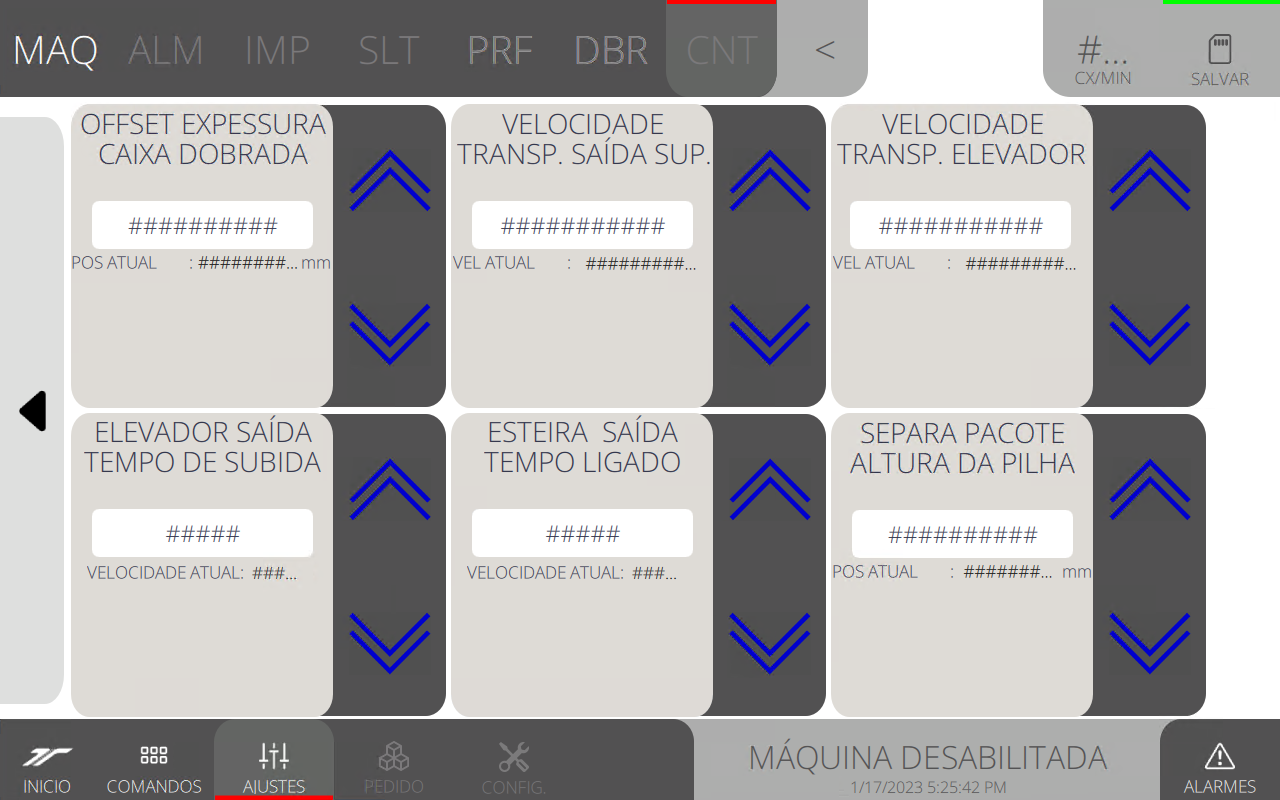 MAQ ALM IMP SLT PRF DBR CNT < #... CX/MIN SALVAR
OFFSET EXPESSURA
CAIXA DOBRADA
##########
POS ATUAL : ########... mm
VELOCIDADE
TRANSP. SAÍDA SUP.
###########
VEL ATUAL : #########...
VELOCIDADE
TRANSP. ELEVADOR
###########
VEL ATUAL : #########...
ELEVADOR SAÍDA
TEMPO DE SUBIDA
#####
VELOCIDADE ATUAL: ###...
ESTEIRA SAÍDA
TEMPO LIGADO
#####
VELOCIDADE ATUAL: ###...
SEPARA PACOTE
ALTURA DA PILHA
##########
POS ATUAL : #######... mm
INICIO COMANDOS AJUSTES PEDIDO CONFIG.
MÁQUINA DESABILITADA
1/17/2023 5:25:42 PM
ALARMES